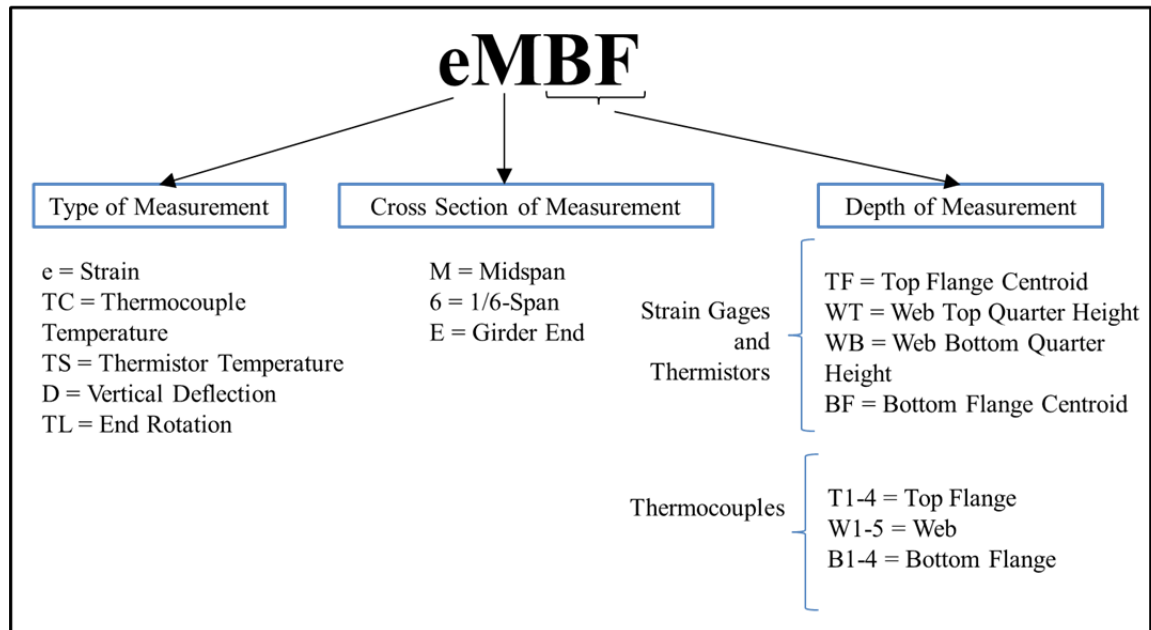 eMBF
Type of Measurement
Cross Section of Measurement
Depth of Measurement
e = Strain
TC = Thermocouple
Temperature
TS = Thermistor Temperature
D = Vertical Deflection
TL = End Rotation
M = Midspan
6 = 1/6-Span
E = Girder End
Strain Gages
and
Thermistors
TF = Top Flange Centroid
WT = Web Top Quarter Height
WB = Web Bottom Quarter
Height
BF = Bottom Flange Centroid
Thermocouples
T1-4 = Top Flange
W1-5 = Web
B1-4 = Bottom Flange